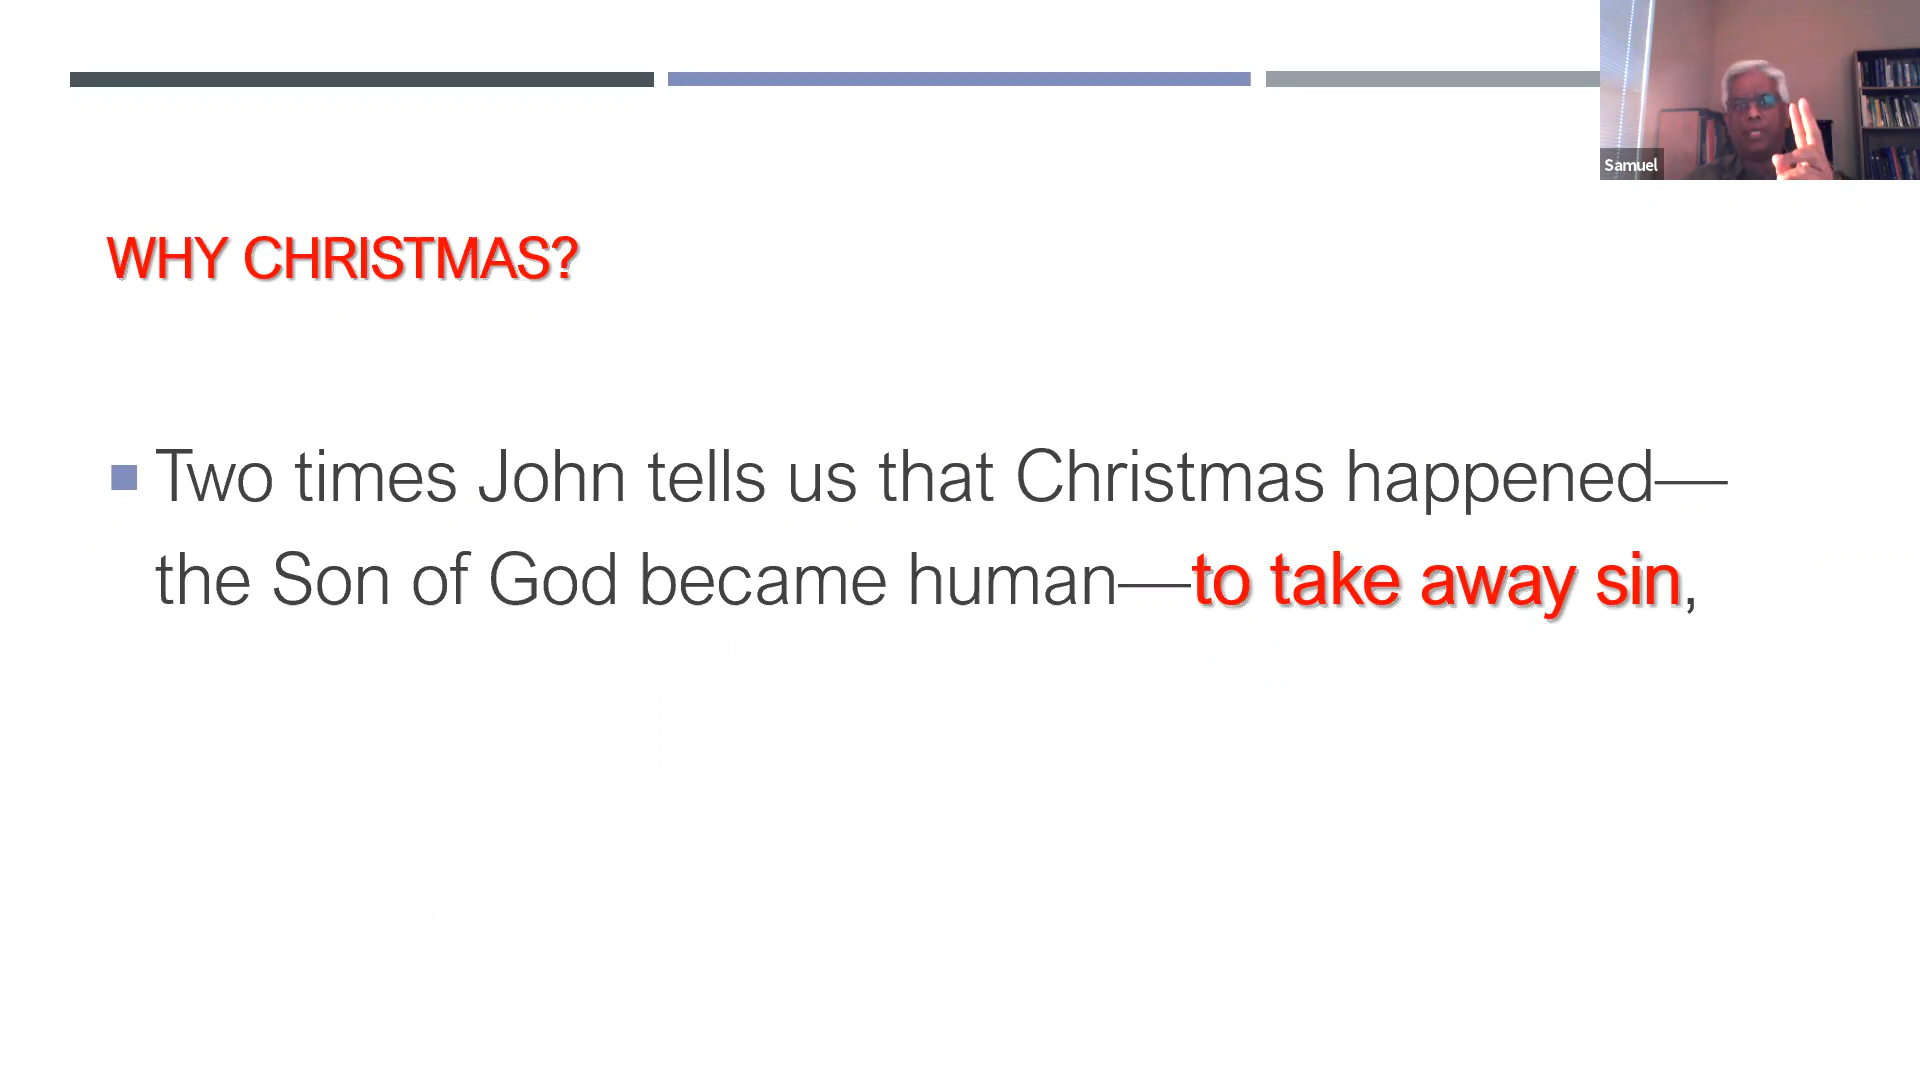 Samuel
WHY CHRISTMAS?
Two times John tells us that Christmas happened—
the Son of God became human—to take away sin,